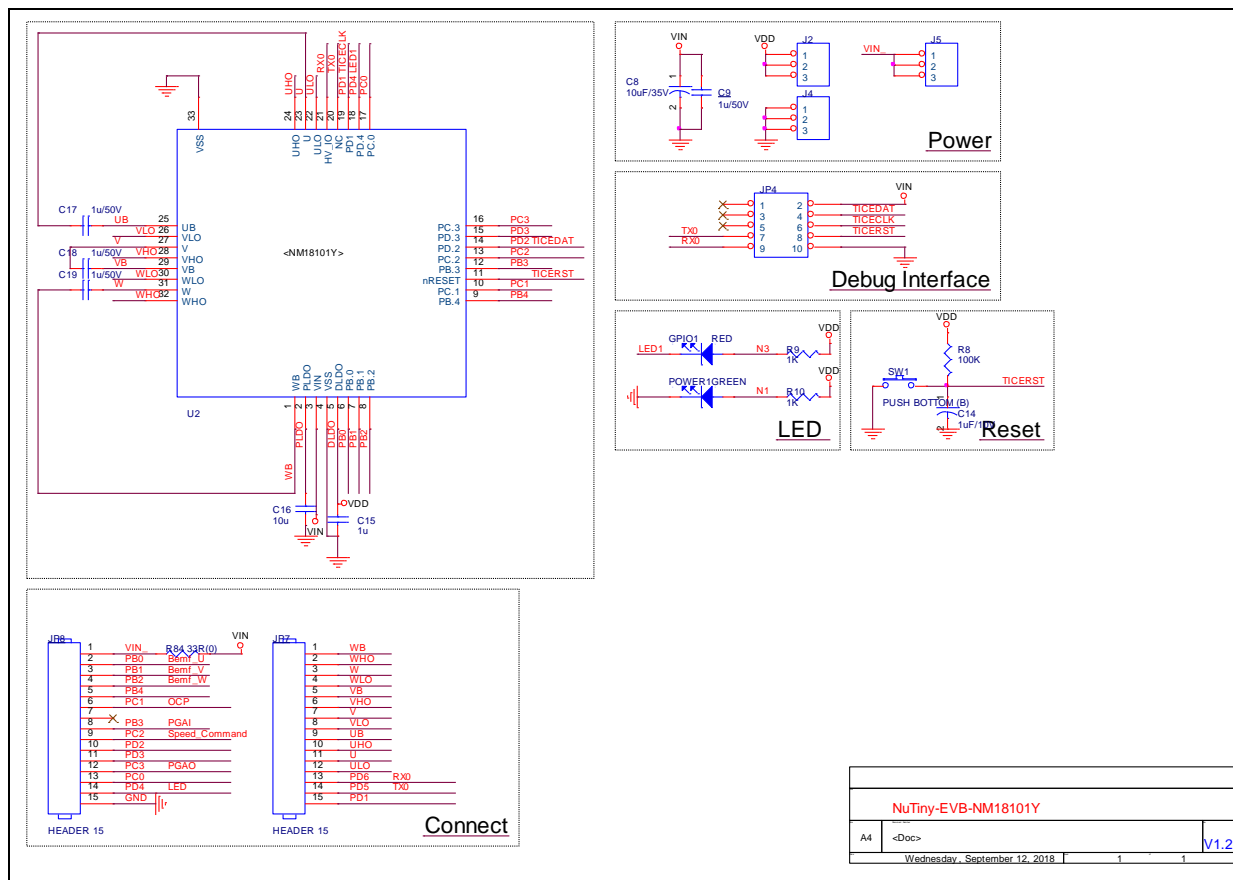 UHO
U
ULO
RX0
TX0
PD1 TICECLK
PD4 LED1
PC0
33
24
23
22
21
20
19
18
17
VSS
UHO
U
ULO
HV_IO
NC
PD1
PD.4
PC.0
C17 1u/50V
UB 25 UB
VLO 26 VLO
V 27 V
C18 1u/50V
VHO 28 VHO
VB 29 VB
C19 1u/50V
WLO 30 WLO
W 31 W
WHO 32 WHO
<NM18101Y>
PC.3 16 PC3
PD.3 15 PD3
PD.2 14 PD2 TICEDAT
PC.2 13 PC2
PB.3 12 PB3
nRESET 11 TICERST
PC.1 10 PC1
PB.4 9 PB4
WB
PLDO
VIN
VSS
DLDO
PB.0
PB.1
PB.2
U2
1
2
3
4
5
6
7
8
WB
PLDO
DLDO
PB0
PB1
PB2
C16
10u
VIN
VDD
C15
1u
VIN
C8
10uF/35V
1
2
C9
1u/50V
VDD
J2
1
2
3
J4
1
2
3
VIN_
J5
1
2
3
Power
JP4
VIN
1 2
3 4 TICEDAT
5 6 TICECLK
TX0 7 8 TICERST
RX0 9 10
Debug Interface
GPIO1 RED
LED1 N3 R9 1K VDD
POWER1GREEN
N1 R10 1K VDD
LED
VDD
R8
100K
SW1
TICERST
PUSH BOTTOM (B)
1
2
C14
1uF/10V
Reset
JP8
1 VIN_ R84 33R(0) VIN
2 PB0 Bemf_U
3 PB1 Bemf_V
4 PB2 Bemf_W
5 PB4
6 PC1 OCP
7
8 PB3 PGAI
9 PC2 Speed_Command
10 PD2
11 PD3
12 PC3 PGAO
13 PC0
14 PD4 LED
15 GND
HEADER 15
JP7
1 WB
2 WHO
3 W
4 WLO
5 VB
6 VHO
7 V
8 VLO
9 UB
10 UHO
11 U
12 ULO
13 PD6 RX0
14 PD5 TX0
15 PD1
HEADER 15
Connect
NuTiny-EVB-NM18101Y
A4 <Doc> V1.2
Wednesday, September 12, 2018 1 1